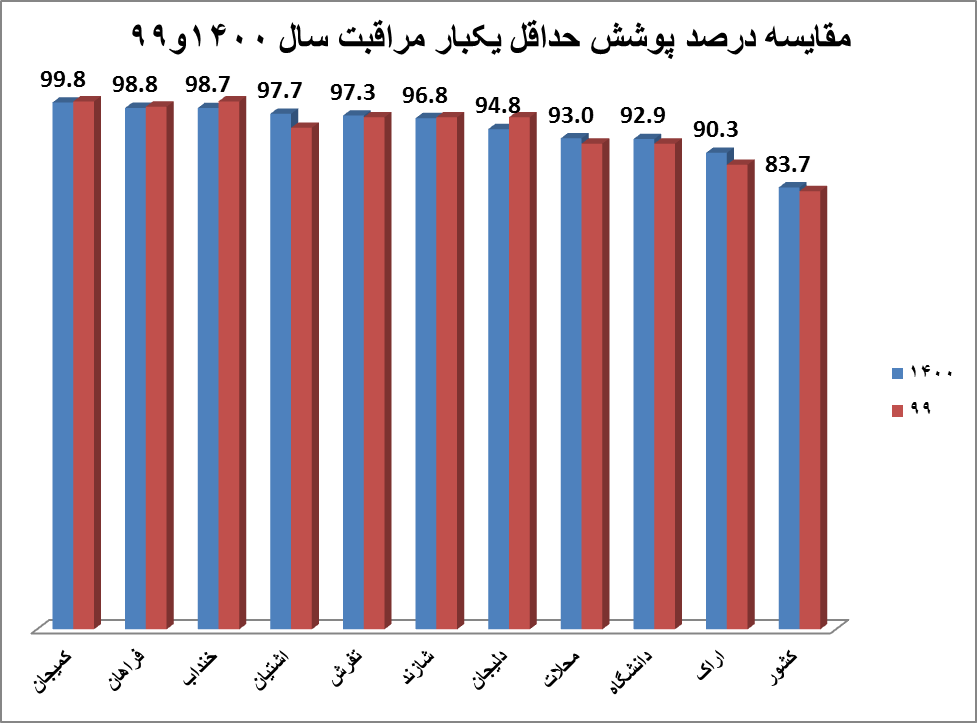 مقایسه درصد پوشش حداقل یکبار مراقبت سال ۱۴۰۰و۹۹
99.8
98.8
98.7
97.7
97.3
96.8
94.8
93.0
92.9
90.3
83.7
۱۴۰۰
۹۹
کمیجان
فراهان
خنداب
اشتیان
تفرش
شازند
دلیجان
محلات
دانشگاه
اراک
کشور